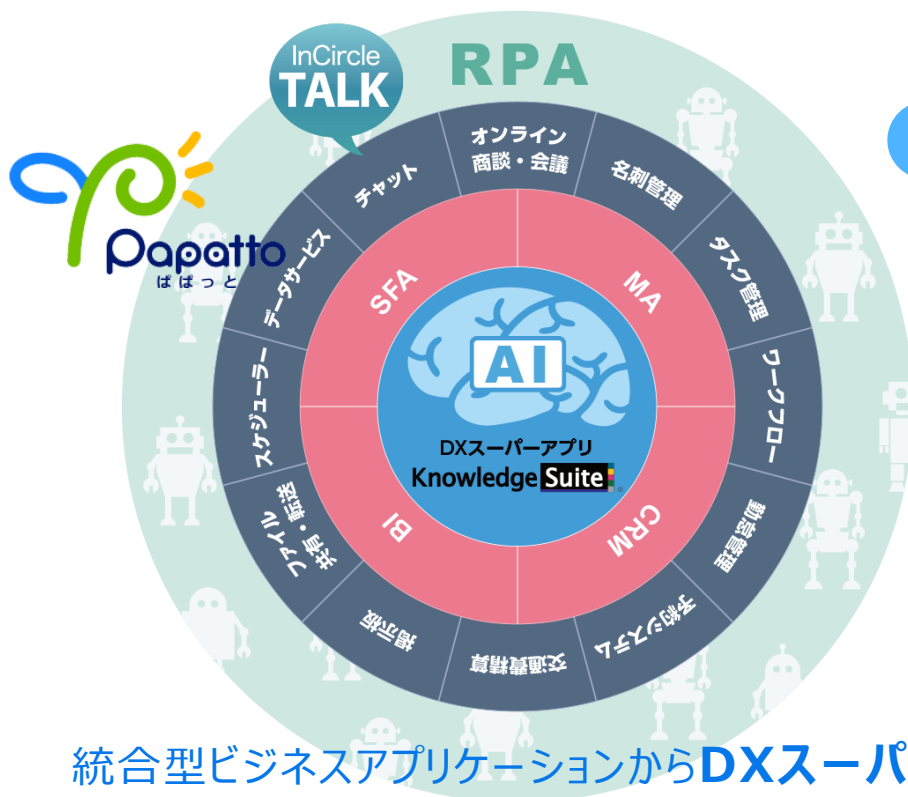 InCircle
TALK
RPA
Papatto
ぱぱっと
オンライン
商談・会議
名刺管理
タスク管理
ワークフロー
勤怠管理
予約システム
交通費精算
掲示板
ファイル
共有・転送
スケジューラー
データサービス
チャット
SFA
MA
CRM
BI
AI
DXスーパーアプリ
Knowledge Suite
統合型ビジネスアプリケーションからDXスーパ